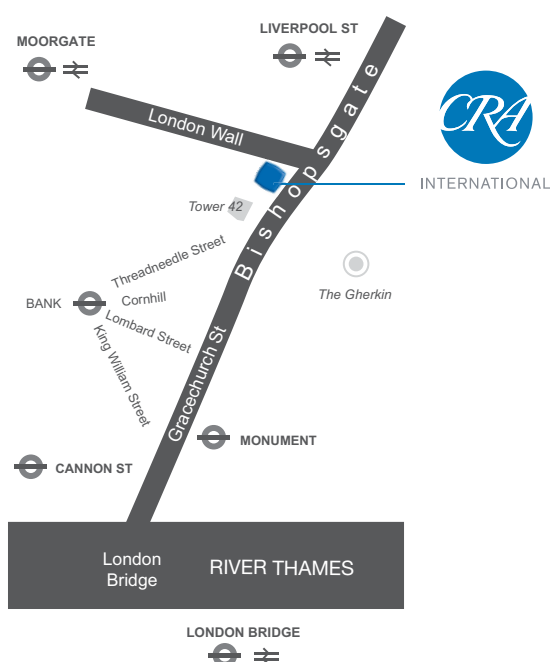 LIVERPOOL ST
MOORGATE
Bishopsgate
London Wall
CRA
INTERNATIONAL
Tower 42
Threadneedle Street
The Gherkin
BANK
Cornhill
Lombard Street
King William Street
Gracechurch St
MONUMENT
CANNON ST
London
Bridge
RIVER THAMES
LONDON BRIDGE